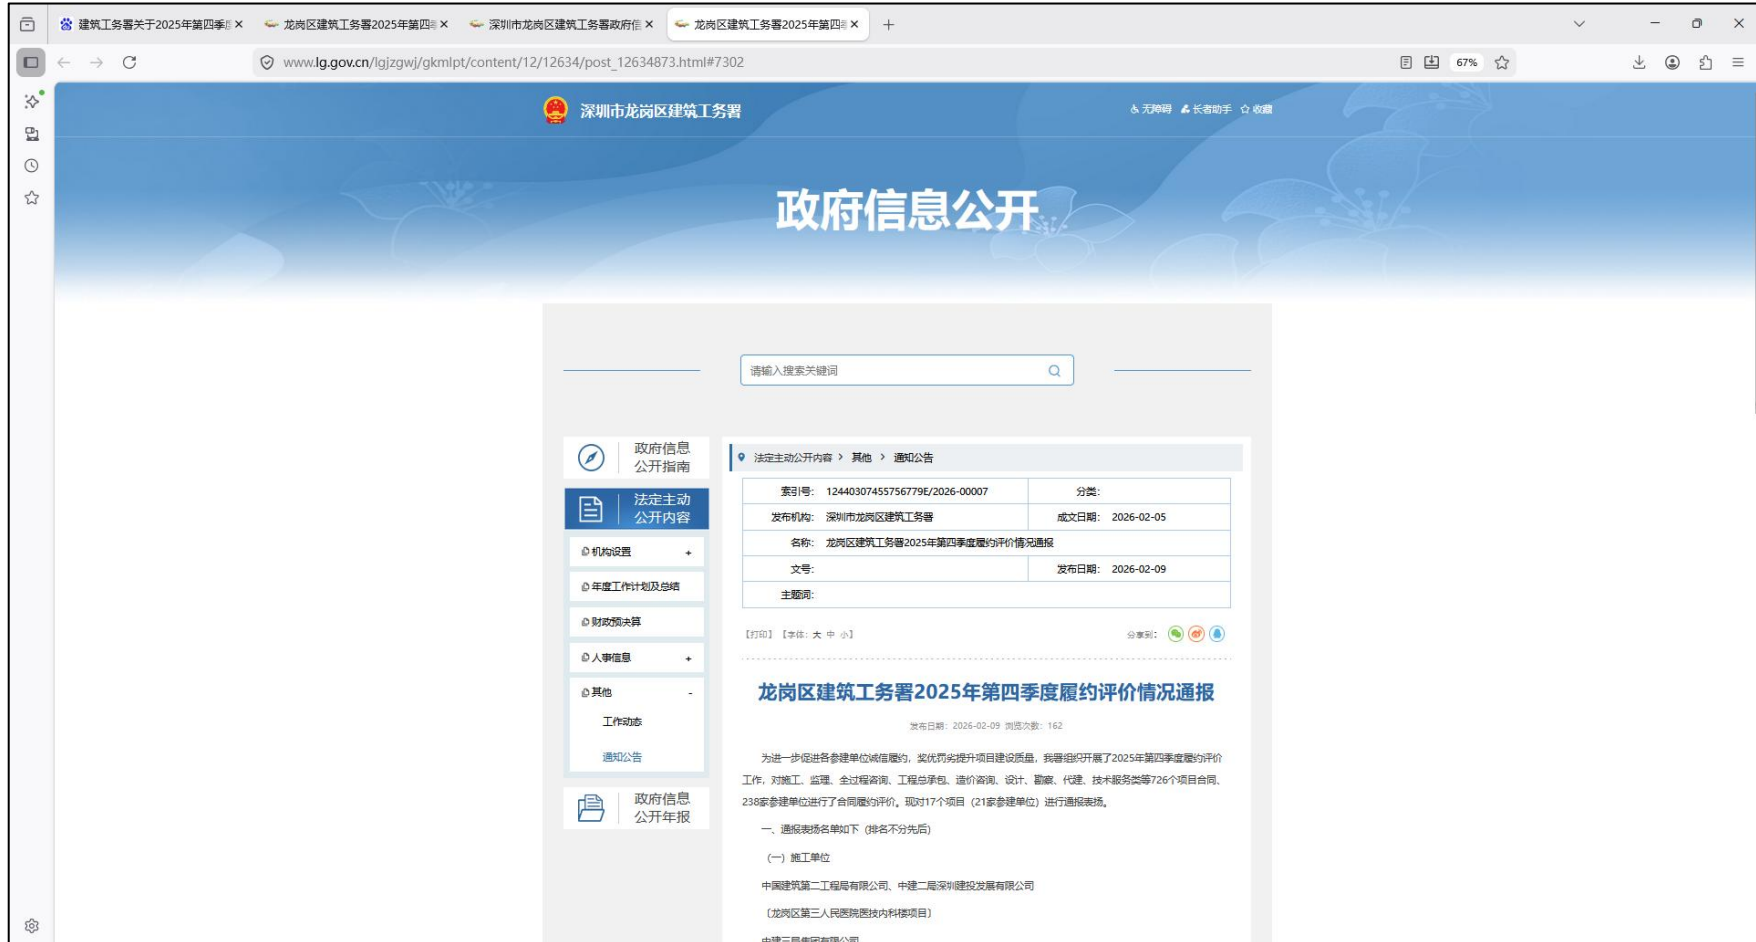 建筑工务署关于2025年第四季度
龙岗区建筑工务署2025年第四季
深圳市龙岗区建筑工务署政府信
龙岗区建筑工务署2025年第四季
www.lg.gov.cn/lgjzgwj/gkmlpt/content/12/12634/post_12634873.html#7302
67%
深圳市龙岗区建筑工务署
无障碍 长者助手 收藏
政府信息公开
请输入搜索关键词
政府信息
公开指南
法定主动
公开内容
机构设置 +
年度工作计划及总结
财政预决算
人事信息 +
其他 -
工作动态
通知公告
政府信息
公开年报
法定主动公开内容 > 其他 > 通知公告
索引号: 12440307455756779E/2026-00007 分类:
发布机构: 深圳市龙岗区建筑工务署 成文日期: 2026-02-05
名称: 龙岗区建筑工务署2025年第四季度履约评价情况通报
文号: 发布日期: 2026-02-09
主题词:
【打印】【字体: 大 中 小】 分享到:
龙岗区建筑工务署2025年第四季度履约评价情况通报
发布日期: 2026-02-09 浏览次数: 162
为进一步促进各参建单位诚信履约，奖优罚劣提升项目建设质量，我署组织开展了2025年第四季度履约评价
工作，对施工、监理、全过程咨询、工程总承包、造价咨询、设计、勘察、代建、技术服务类等726个项目合同、
238家参建单位进行了合同履约评价。现对17个项目（21家参建单位）进行通报表扬。
一、通报表扬名单如下（排名不分先后）
（一）施工单位
中国建筑第二工程局有限公司、中建二局深圳建投发展有限公司
〔龙岗区第三人民医院医技内科楼项目〕
中建三局集团有限公司